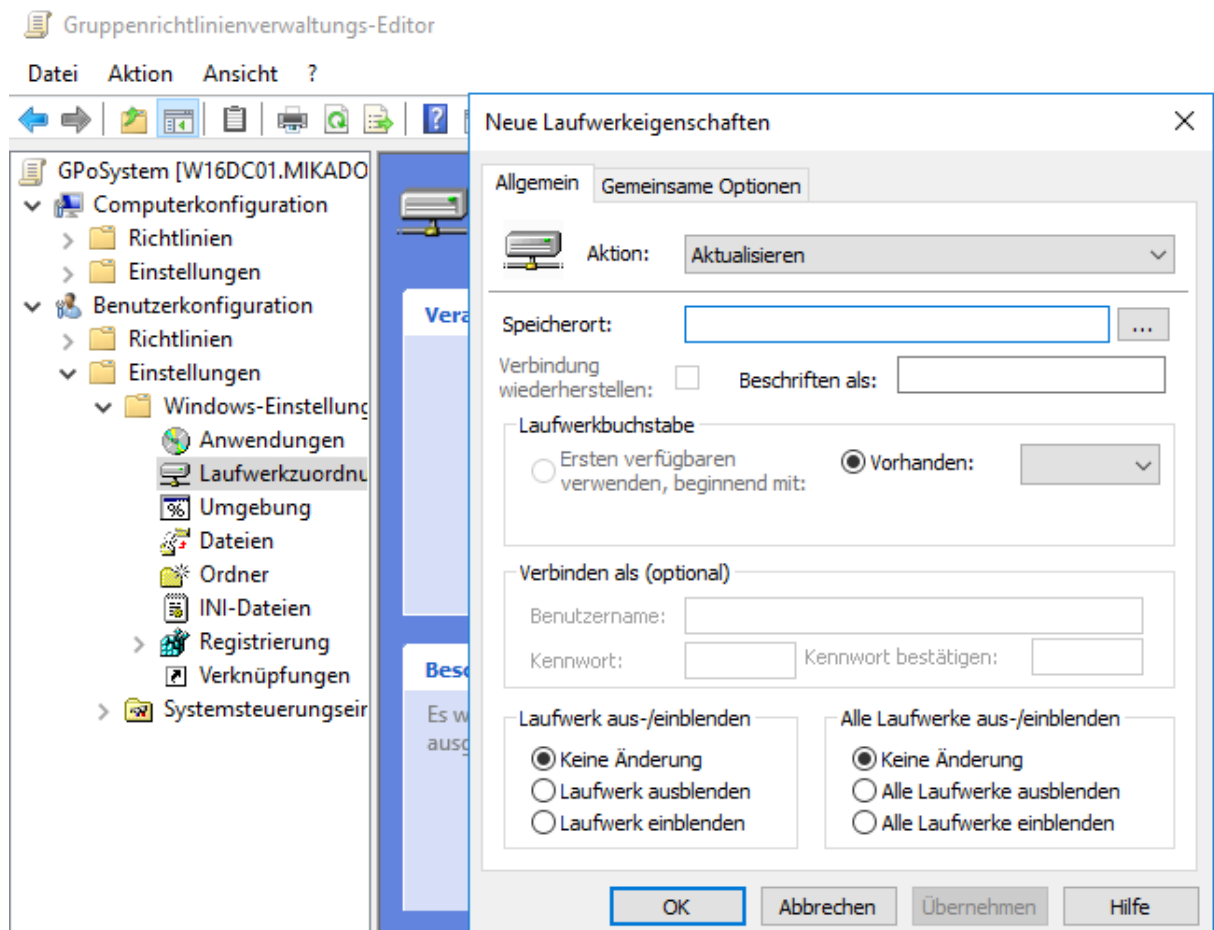 Gruppenrichtlinienverwaltungs-Editor
Datei Aktion Ansicht ?
GPoSystem [W16DC01.MIKADO
Computerkonfiguration
Richtlinien
Einstellungen
Benutzerkonfiguration
Richtlinien
Einstellungen
Windows-Einstellung
Anwendungen
Laufwerkzuordnu
Umgebung
Dateien
Ordner
INI-Dateien
Registrierung
Verknüpfungen
Systemsteuerungsein
Vera
Besc
Es w
ausg
Neue Laufwerkeigenschaften
Allgemein Gemeinsame Optionen
Aktion: Aktualisieren
Speicherort: ...
Verbindung
wiederherstellen: Beschriften als:
Laufwerkbuchstabe
Ersten verfügbaren
verwenden, beginnend mit: Vorhanden:
Verbinden als (optional)
Benutzername:
Kennwort: Kennwort bestätigen:
Laufwerk aus-/einblenden Alle Laufwerke aus-/einblenden
Keine Änderung Keine Änderung
Laufwerk ausblenden Alle Laufwerke ausblenden
Laufwerk einblenden Alle Laufwerke einblenden
OK Abbrechen Übernehmen Hilfe